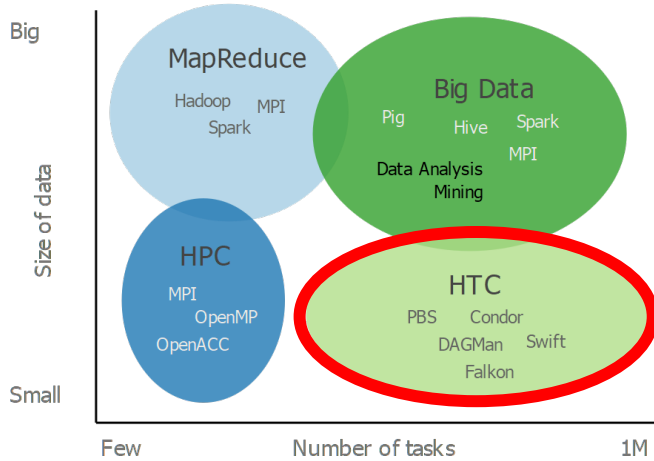 Big
MapReduce
Hadoop
MPI
Spark
Big Data
Pig
Hive
Spark
MPI
Data Analysis
Mining
Size of data
HPC
MPI
OpenMP
OpenACC
HTC
PBS
Condor
DAGMan
Swift
Falkon
Small
Few
Number of tasks
1M